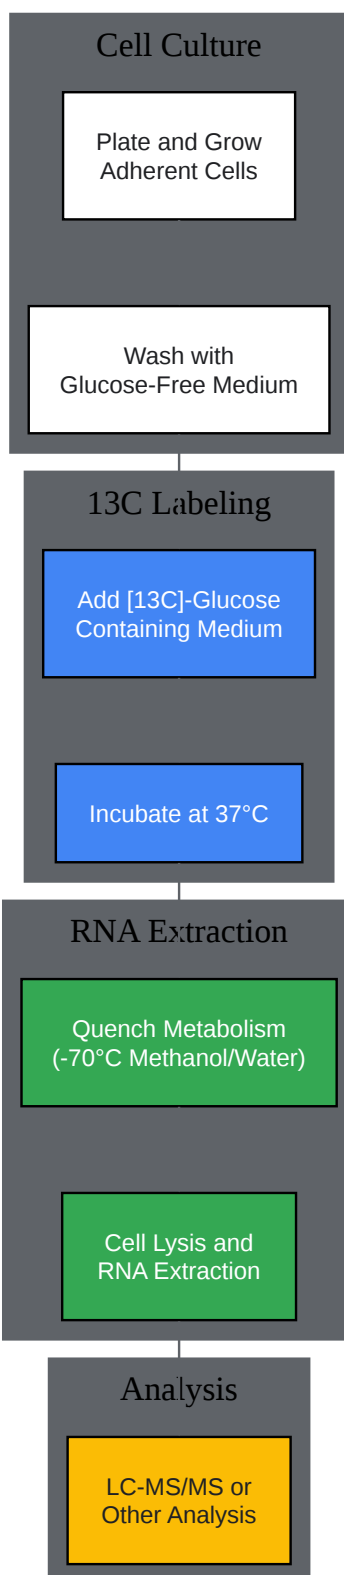 Cell Culture
Plate and Grow
Adherent Cells
Wash with
Glucose-Free Medium
13C Labeling
Add [13C]-Glucose
Containing Medium
Incubate at 37°C
RNA Extraction
Quench Metabolism
(-70°C Methanol/Water)
Cell Lysis and
RNA Extraction
Analysis
LC-MS/MS or
Other Analysis